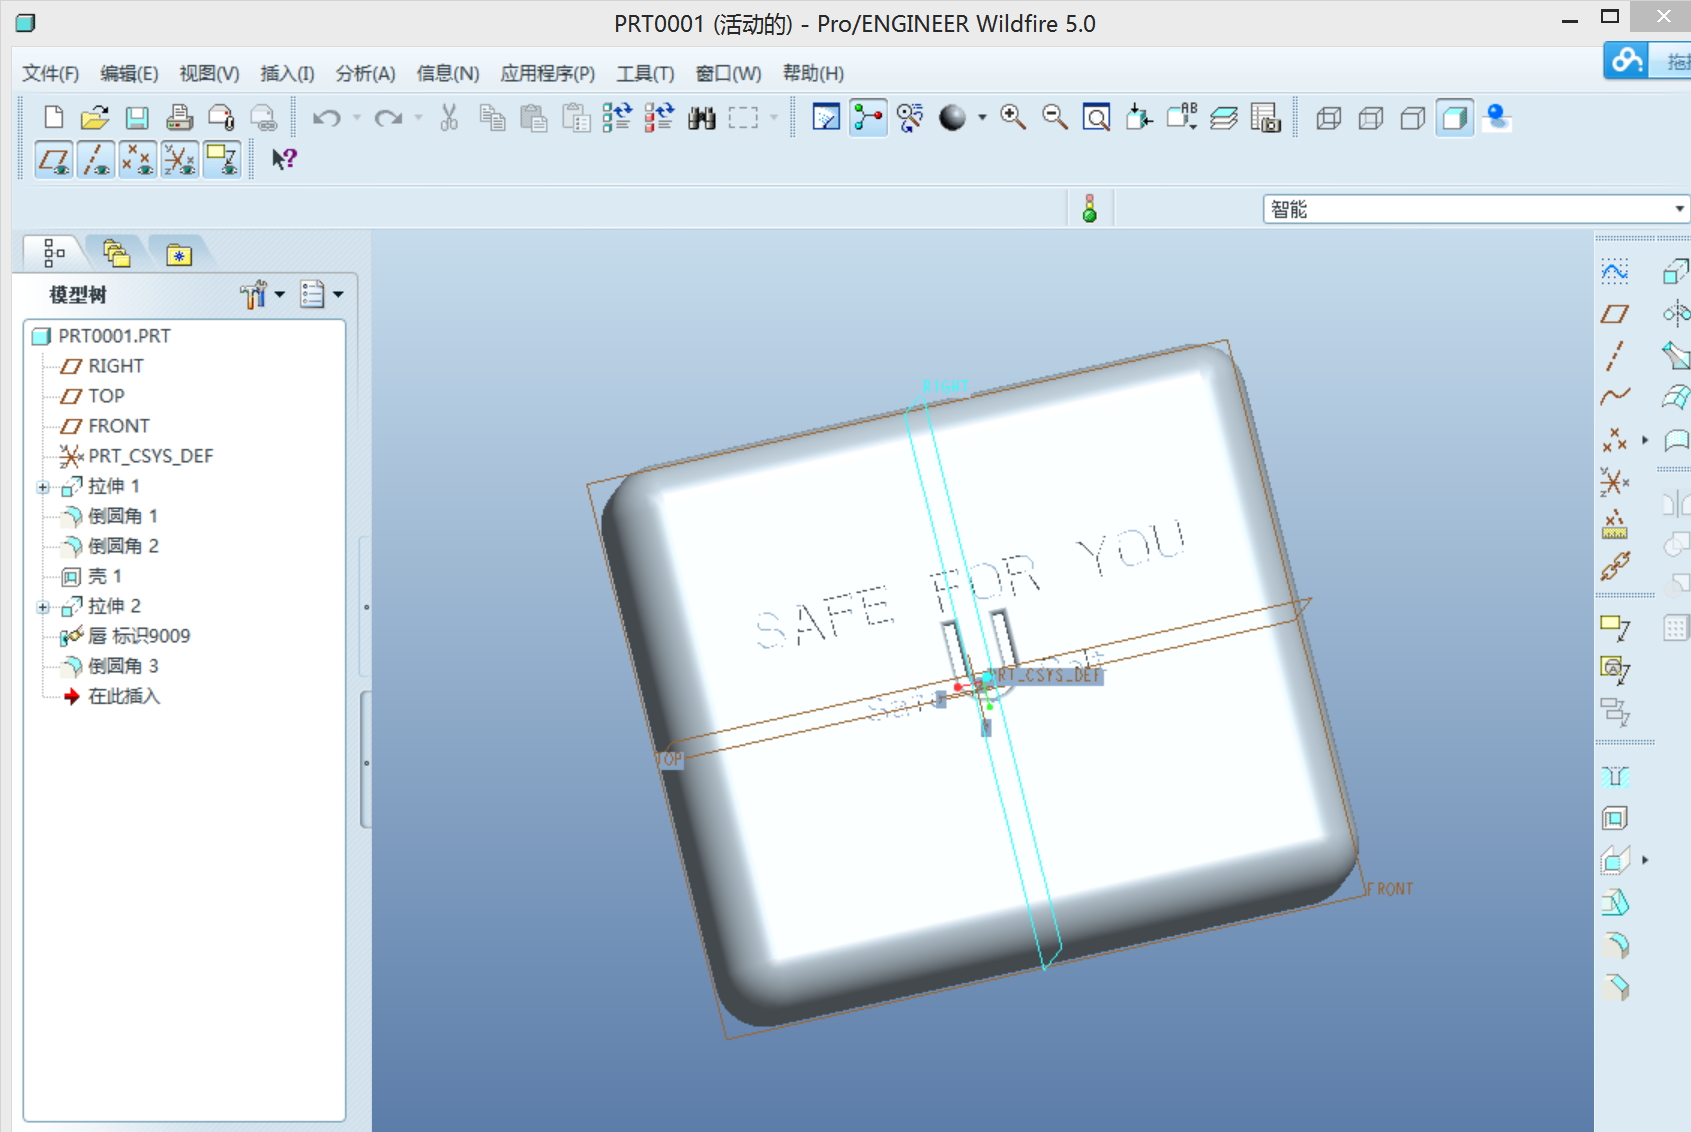 PRT0001 (活动的) - Pro/ENGINEER Wildfire 5.0
文件(F) 编辑(E) 视图(V) 插入(I) 分析(A) 信息(N) 应用程序(P) 工具(T) 窗口(W) 帮助(H)
智能
模型树
PRT0001.PRT
RIGHT
TOP
FRONT
PRT_CSYS_DEF
拉伸 1
倒圆角 1
倒圆角 2
壳 1
拉伸 2
唇 标识9009
倒圆角 3
在此插入
RIGHT
SAFE FOR YOU
PRT_CSYS_DEF
TOP
FRONT